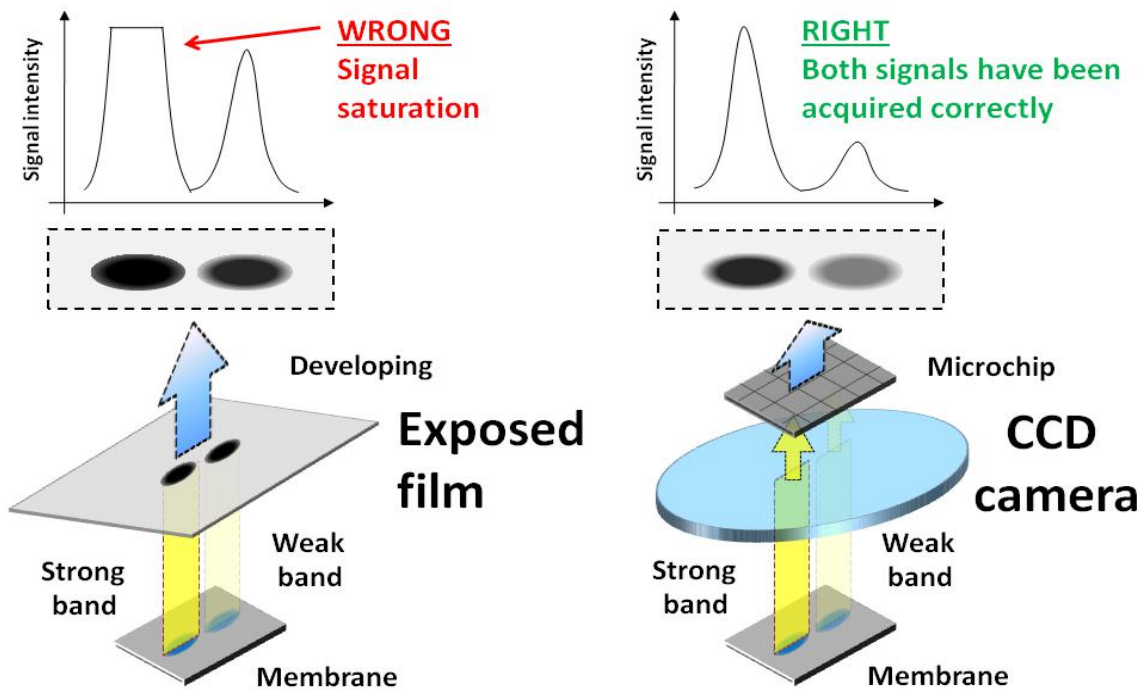 Signal intensity
WRONG
Signal
saturation
Developing
Exposed
film
Strong
band
Weak
band
Membrane
Signal intensity
RIGHT
Both signals have been
acquired correctly
Microchip
CCD
camera
Strong
band
Weak
band
Membrane